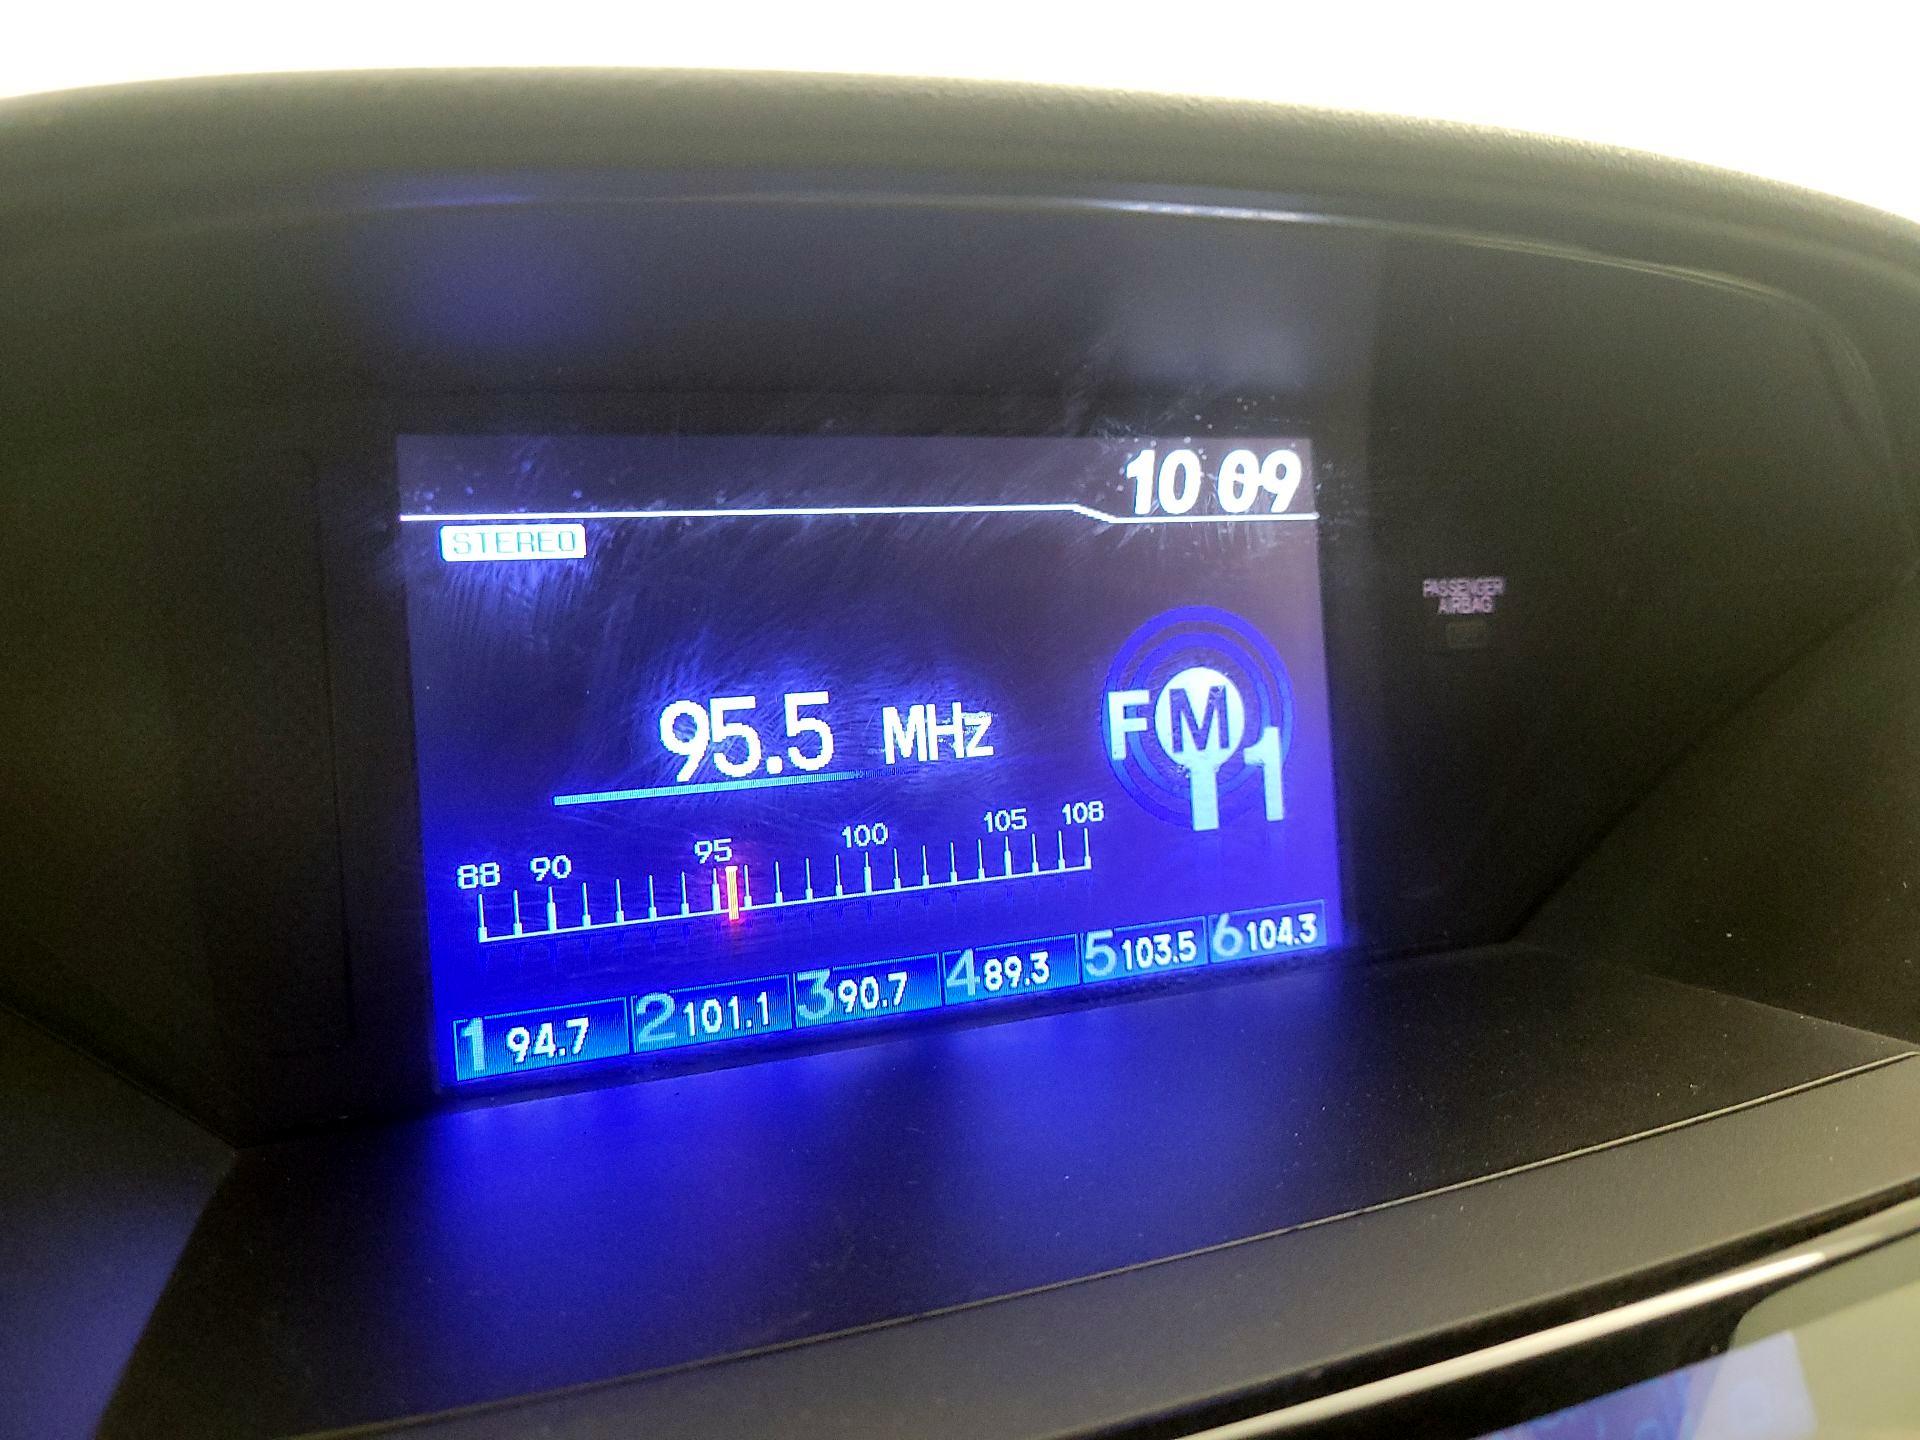 10 09
STEREO
95.5 MHz
FM 1
88 90 95 100 105 108
1 94.7 2 101.1 3 90.7 4 89.3 5 103.5 6 104.3
PASSENGER
AIRBAG